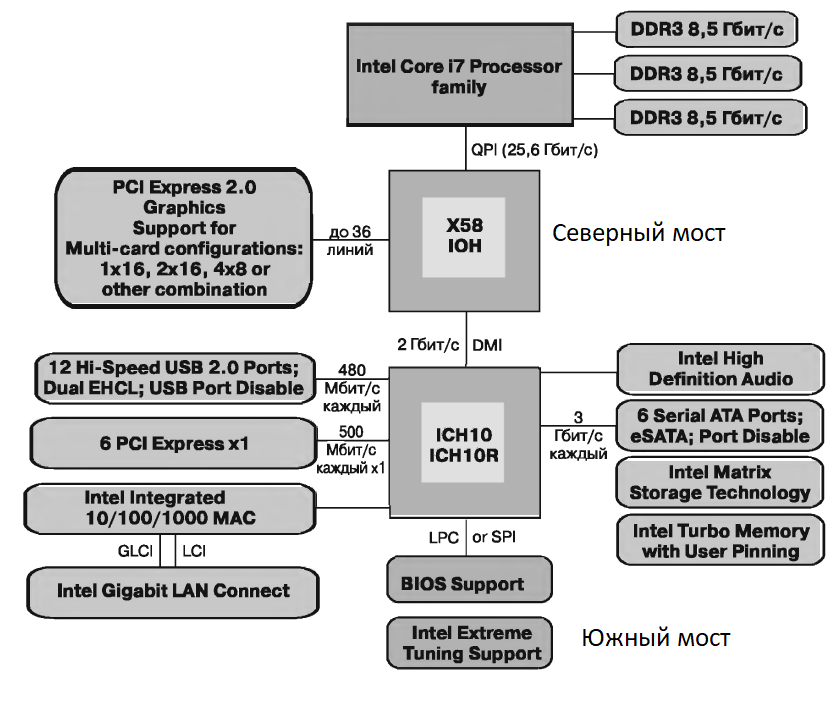 Intel Core i7 Processor
family
DDR3 8,5 Гбит/с
DDR3 8,5 Гбит/с
DDR3 8,5 Гбит/с
QPI (25,6 Гбит/с)
PCI Express 2.0
Graphics
Support for
Multi-card configurations:
1x16, 2x16, 4x8 or
other combination
до 36
линий
X58
IOH
Северный мост
2 Гбит/с DMI
12 Hi-Speed USB 2.0 Ports;
Dual EHCL; USB Port Disable
480
Мбит/с
каждый
6 PCI Express x1
500
Мбит/с
каждый x1
Intel Integrated
10/100/1000 MAC
GLCI LCI
Intel Gigabit LAN Connect
ICH10
ICH10R
Intel High
Definition Audio
3
Гбит/с
каждый
6 Serial ATA Ports;
eSATA; Port Disable
Intel Matrix
Storage Technology
Intel Turbo Memory
with User Pinning
LPC or SPI
BIOS Support
Intel Extreme
Tuning Support
Южный мост